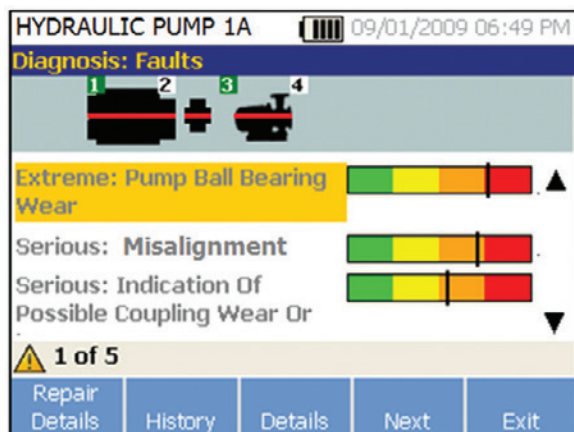 HYDRAULIC PUMP 1A 09/01/2009 06:49 PM
Diagnosis: Faults
1 2 3 4
Extreme: Pump Ball Bearing
Wear
Serious: Misalignment
Serious: Indication Of
Possible Coupling Wear Or
1 of 5
Repair
Details History Details Next Exit